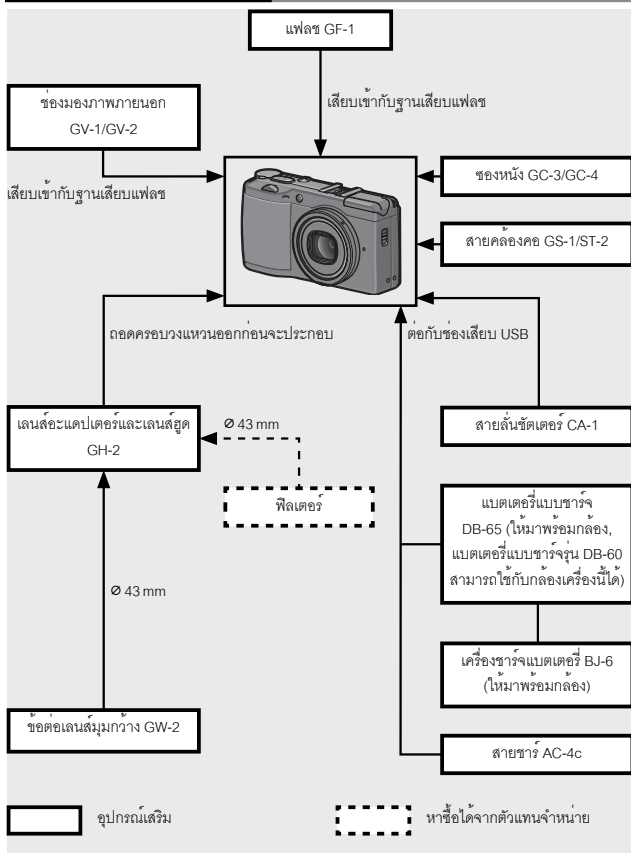 แฟลช GF-1
เสียบเข้ากับฐานเสียบแฟลช
ช่องมองภาพภายนอก
GV-1/GV-2
เสียบเข้ากับฐานเสียบแฟลช
ซองหนัง GC-3/GC-4
สายคล้องคอ GS-1/ST-2
ถอดครอบวงแหวนออกก่อนจะประกอบ
ต่อกับช่องเสียบ USB
เลนส์อะแดปเตอร์และเลนส์ฮูด
GH-2
Ø 43 mm
สายลั่นชัตเตอร์ CA-1
ฟิลเตอร์
แบตเตอรี่แบบชาร์จ
DB-65 (ให้มาพร้อมกล้อง,
แบตเตอรี่แบบชาร์จรุ่น DB-60
สามารถใช้กับกล้องเครื่องนี้ได้)
Ø 43 mm
เครื่องชาร์จแบตเตอรี่ BJ-6
(ให้มาพร้อมกล้อง)
ข้อต่อเลนส์มุมกว้าง GW-2
สายชาร์ AC-4c
อุปกรณ์เสริม
หาซื้อได้จากตัวแทนจำหน่าย